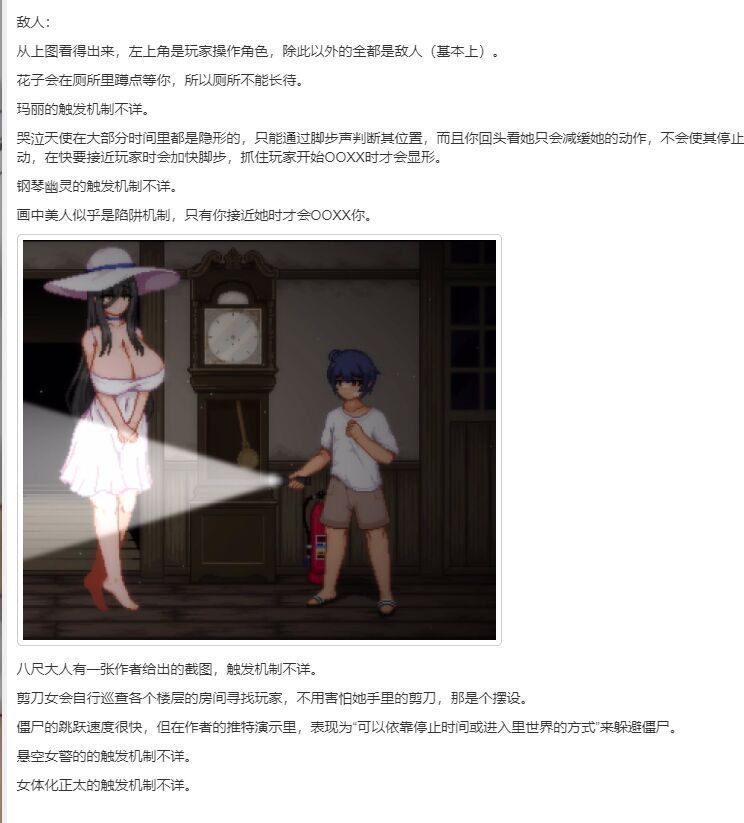 敌人：
从上图看得出来，左上角是玩家操作角色，除此以外的全都是敌人（基本上）。
花子会在厕所里蹲点等你，所以厕所不能长待。
玛丽的触发机制不详。
哭泣天使在大部分时间里都是隐形的，只能通过脚步声判断其位置，而且你回头看她只会减缓她的动作，不会使其停止
动，在快要接近玩家时会加快脚步，抓住玩家开始OOXX时才会显形。
钢琴幽灵的触发机制不详。
画中美人似乎是陷阱机制，只有你接近她时才会OOXX你。
八尺大人有一张作者给出的截图，触发机制不详。
剪刀女会自行巡查各个楼层的房间寻找玩家，不用害怕她手里的剪刀，那是个摆设。
僵尸的跳跃速度很快，但在作者的推特演示里，表现为“可以依靠停止时间或进入里世界的方式”来躲避僵尸。
悬空女警的的触发机制不详。
女体化正太的触发机制不详。